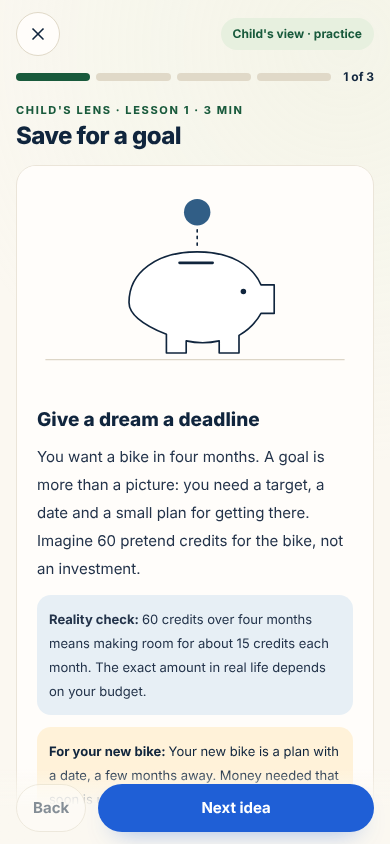 Child's view · practice
1 of 3
CHILD'S LENS · LESSON 1 · 3 MIN
Save for a goal
Give a dream a deadline
You want a bike in four months. A goal is
more than a picture: you need a target, a
date and a small plan for getting there.
Imagine 60 pretend credits for the bike, not
an investment.
Reality check: 60 credits over four months
means making room for about 15 credits each
month. The exact amount in real life depends
on your budget.
For your new bike: Your new bike is a plan with
a date, a few months away. Money needed that
soon is
Back
Next idea